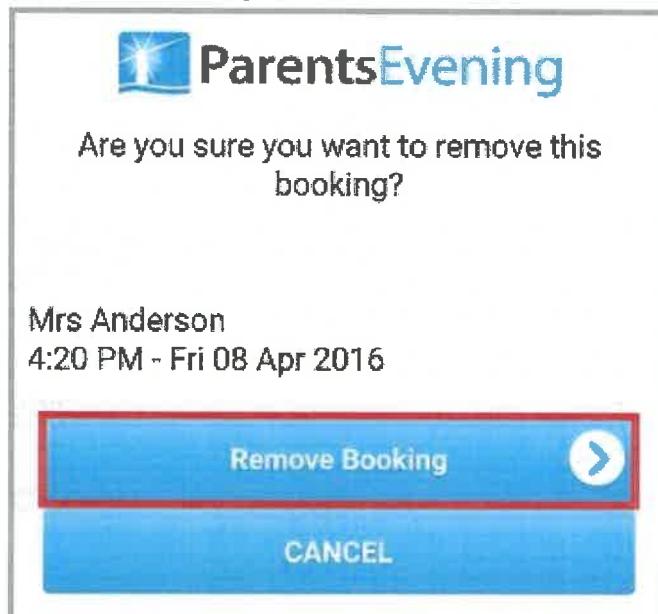 ParentsEvening
Are you sure you want to remove this
booking?
Mrs Anderson
4:20 PM - Fri 08 Apr 2016
Remove Booking
CANCEL